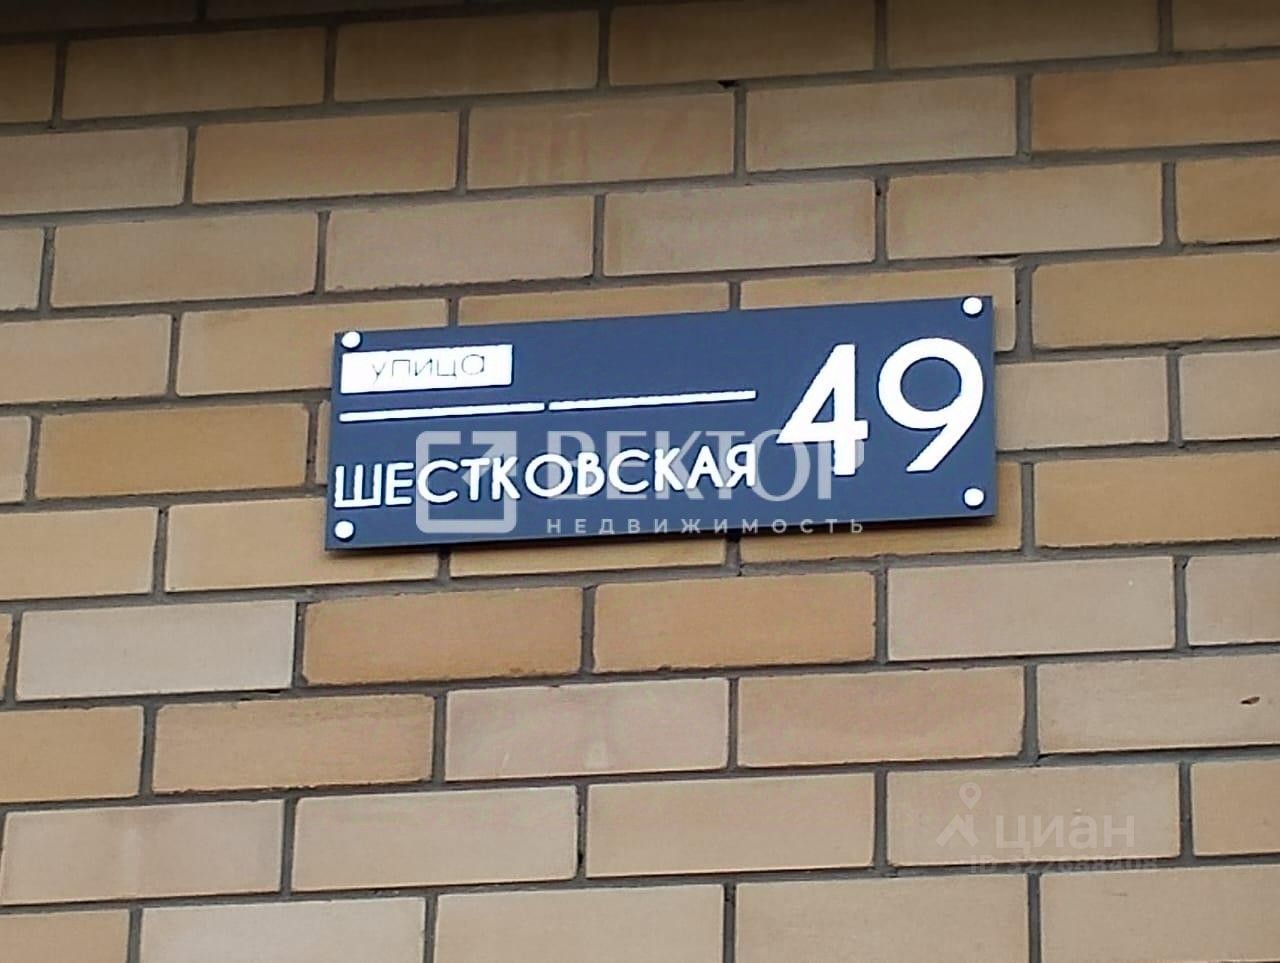 улица
ШЕСТКОВСКАЯ 49
ВЕКТОР
НЕДВИЖИМОСТЬ
циан